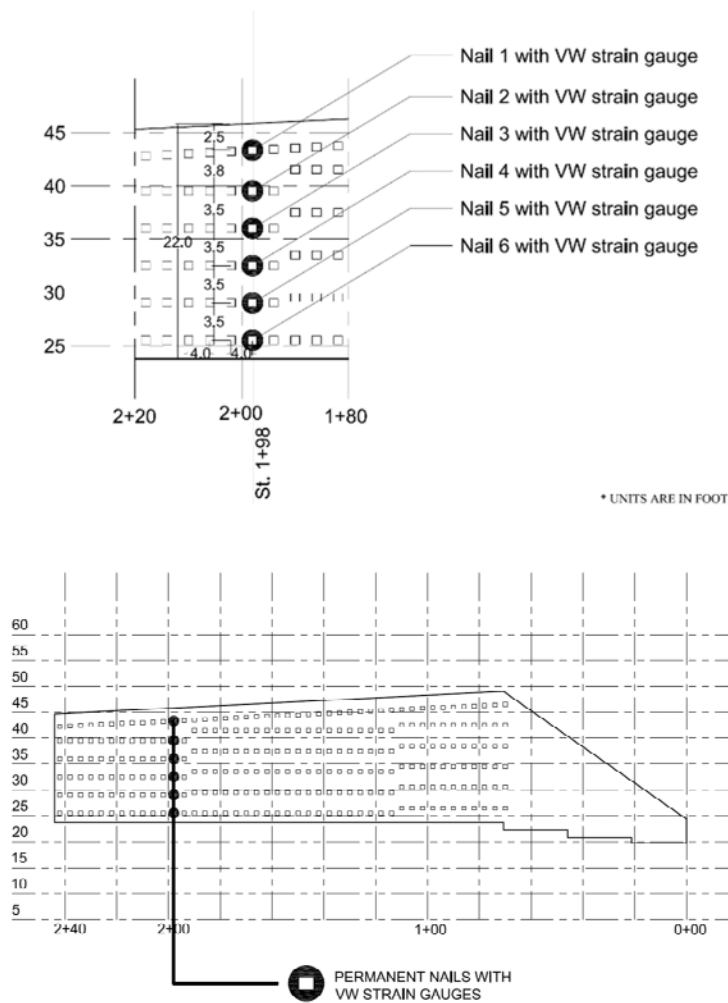 Nail 1 with VW strain gauge
Nail 2 with VW strain gauge
Nail 3 with VW strain gauge
Nail 4 with VW strain gauge
Nail 5 with VW strain gauge
Nail 6 with VW strain gauge
45
40
35
30
25
2.5
3.8
3.5
22.0
3.5
3.5
3.5
4.0 4.0
2+20 2+00 1+80
St. 1+98
* UNITS ARE IN FOOT
60
55
50
45
40
35
30
25
20
15
10
5
2+40 2+00 1+00 0+00
PERMANENT NAILS WITH
VW STRAIN GAUGES